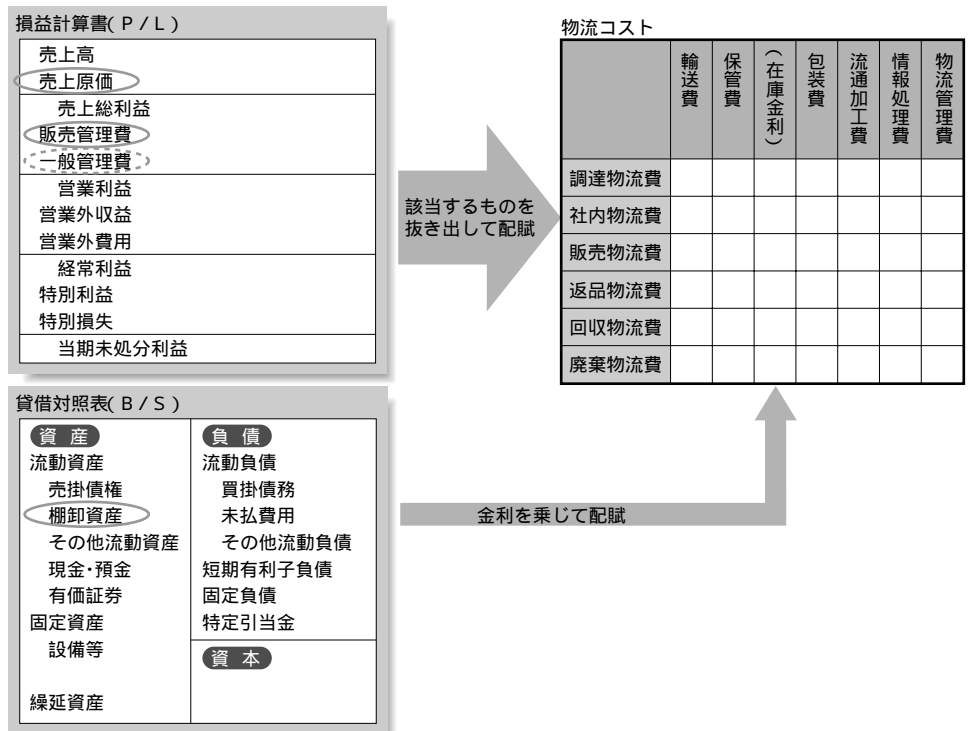 損益計算書(P/L)
売上高
売上原価
売上総利益
販売管理費
一般管理費
営業利益
営業外収益
営業外費用
経常利益
特別利益
特別損失
当期未処分利益
該当するものを
抜き出して配賦
物流コスト
輸送費
保管費
(在庫金利)
包装費
流通加工費
情報処理費
物流管理費
調達物流費
社内物流費
販売物流費
返品物流費
回収物流費
廃棄物流費
貸借対照表(B/S)
資 産
流動資産
売掛債権
棚卸資産
その他流動資産
現金・預金
有価証券
固定資産
設備等
繰延資産
負 債
流動負債
買掛債務
未払費用
その他流動負債
短期有利子負債
固定負債
特定引当金
資 本
金利を乗じて配賦